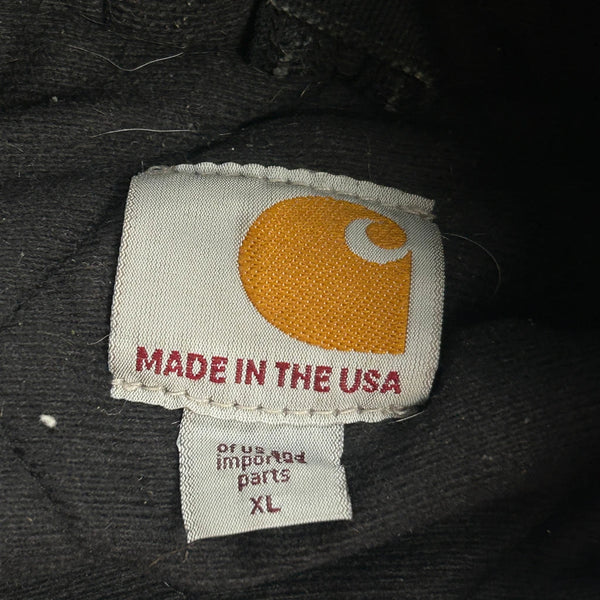 MADE IN THE USA
OF US
imported
parts
XL